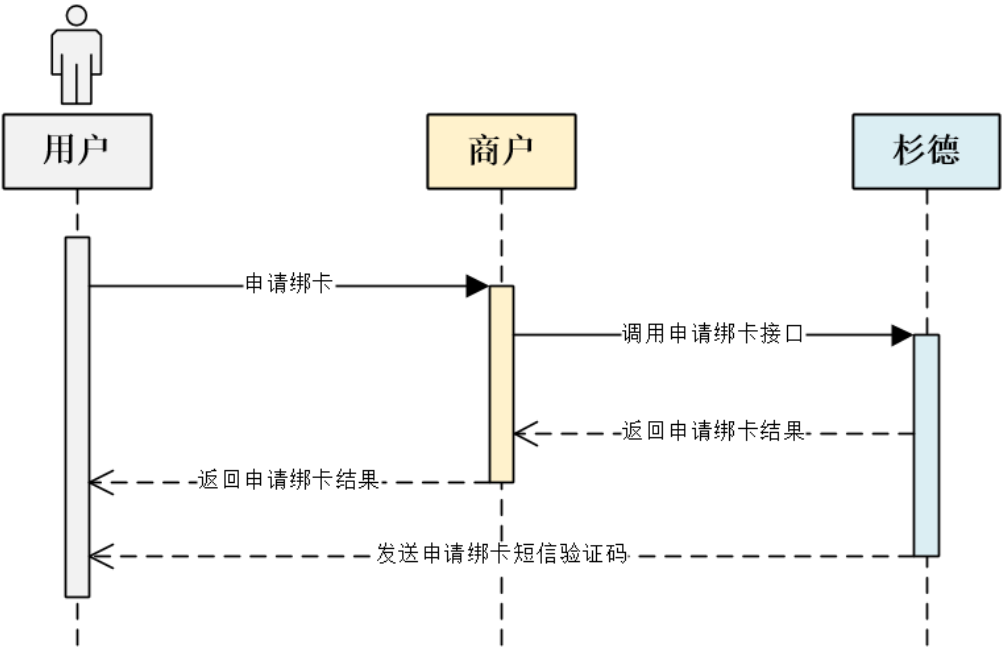 用户
商户
杉德
申请绑卡
调用申请绑卡接口
返回申请绑卡结果
返回申请绑卡结果
发送申请绑卡短信验证码